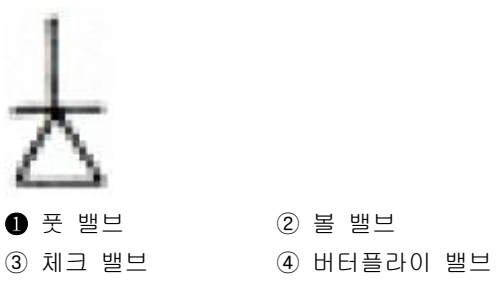 ❶ 풋 밸브 ② 볼 밸브
③ 체크 밸브 ④ 버터플라이 밸브